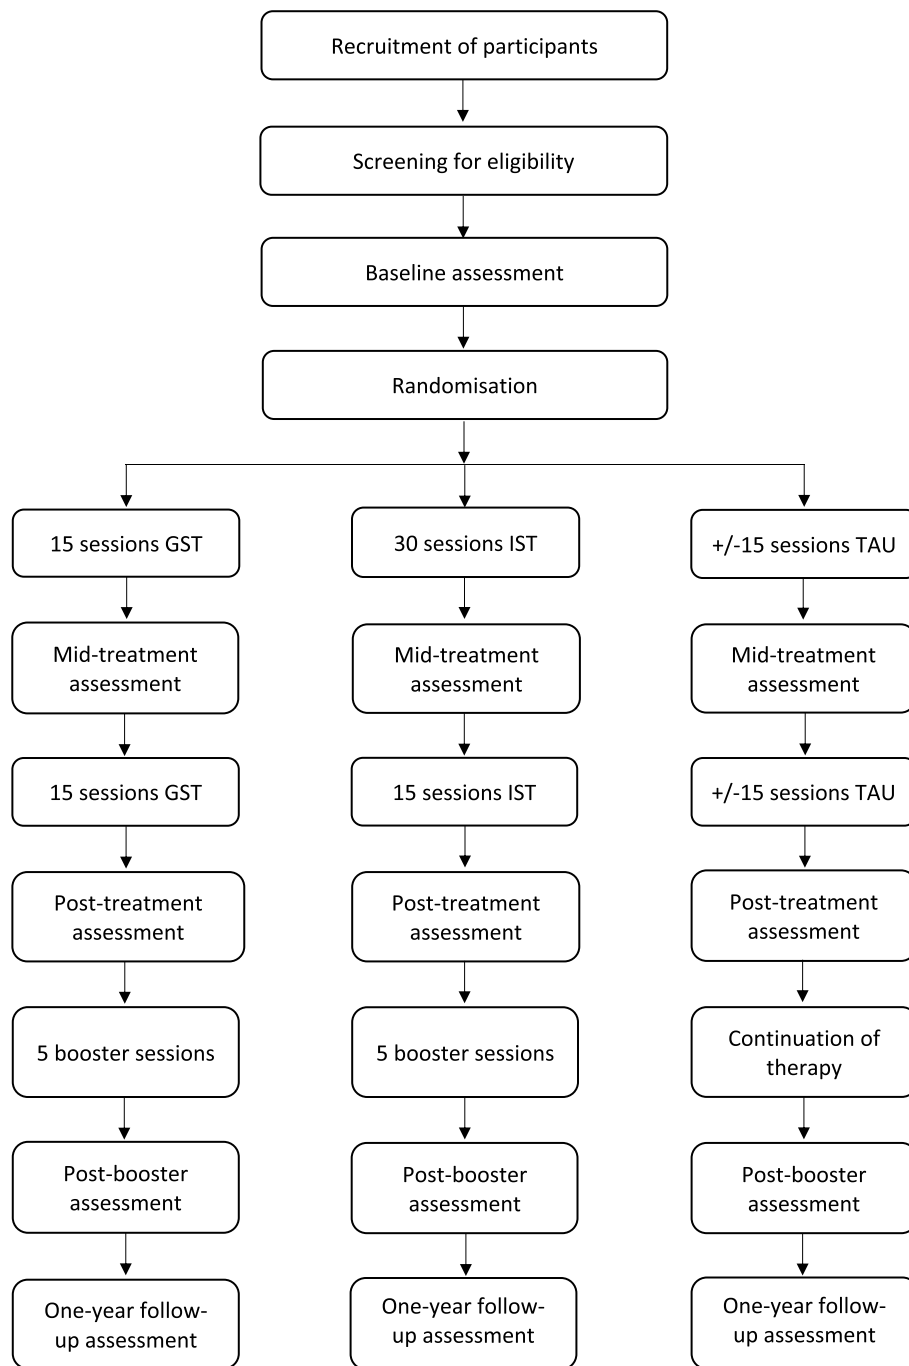 Recruitment of participants
Screening for eligibility
Baseline assessment
Randomisation
15 sessions GST
30 sessions IST
+/-15 sessions TAU
Mid-treatment
assessment
Mid-treatment
assessment
Mid-treatment
assessment
15 sessions GST
15 sessions IST
+/-15 sessions TAU
Post-treatment
assessment
Post-treatment
assessment
Post-treatment
assessment
5 booster sessions
5 booster sessions
Continuation of
therapy
Post-booster
assessment
Post-booster
assessment
Post-booster
assessment
One-year follow-
up assessment
One-year follow-
up assessment
One-year follow-
up assessment